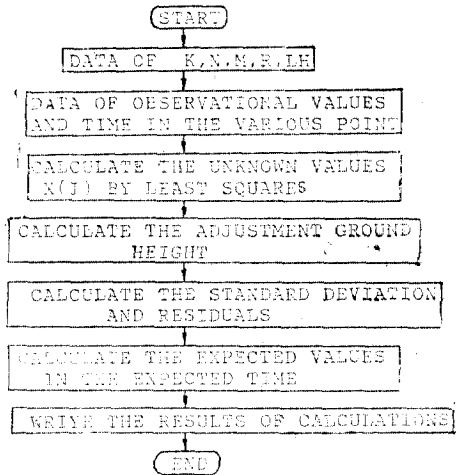 START
DATA OF K,N,M,R,LH
DATA OF OBSERVATIONAL VALUES
AND TIME IN THE VARIOUS POINT
CALCULATE THE UNKNOWN VALUES
X(J) BY LEAST SQUARES
CALCULATE THE ADJUSTMENT GROUND
HEIGHT
CALCULATE THE STANDARD DEVIATION
AND RESIDUALS
CALCULATE THE EXPECTED VALUES
IN THE EXPECTED TIME
WRIYE THE RESULTS OF CALCULATIONS
END